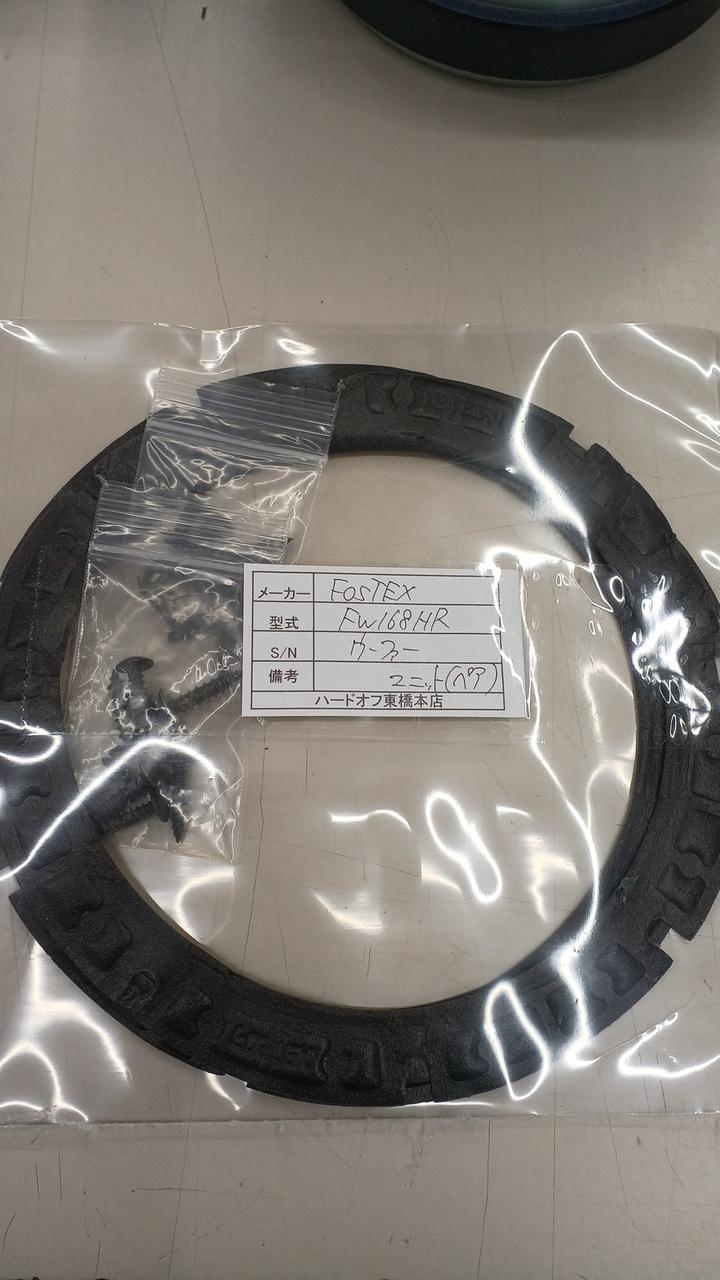 メーカー FOSTEX
型式 FW168HR
S/N ウーファー
備考 ユニット(ペア)
ハードオフ東橋本店
FOSTEX